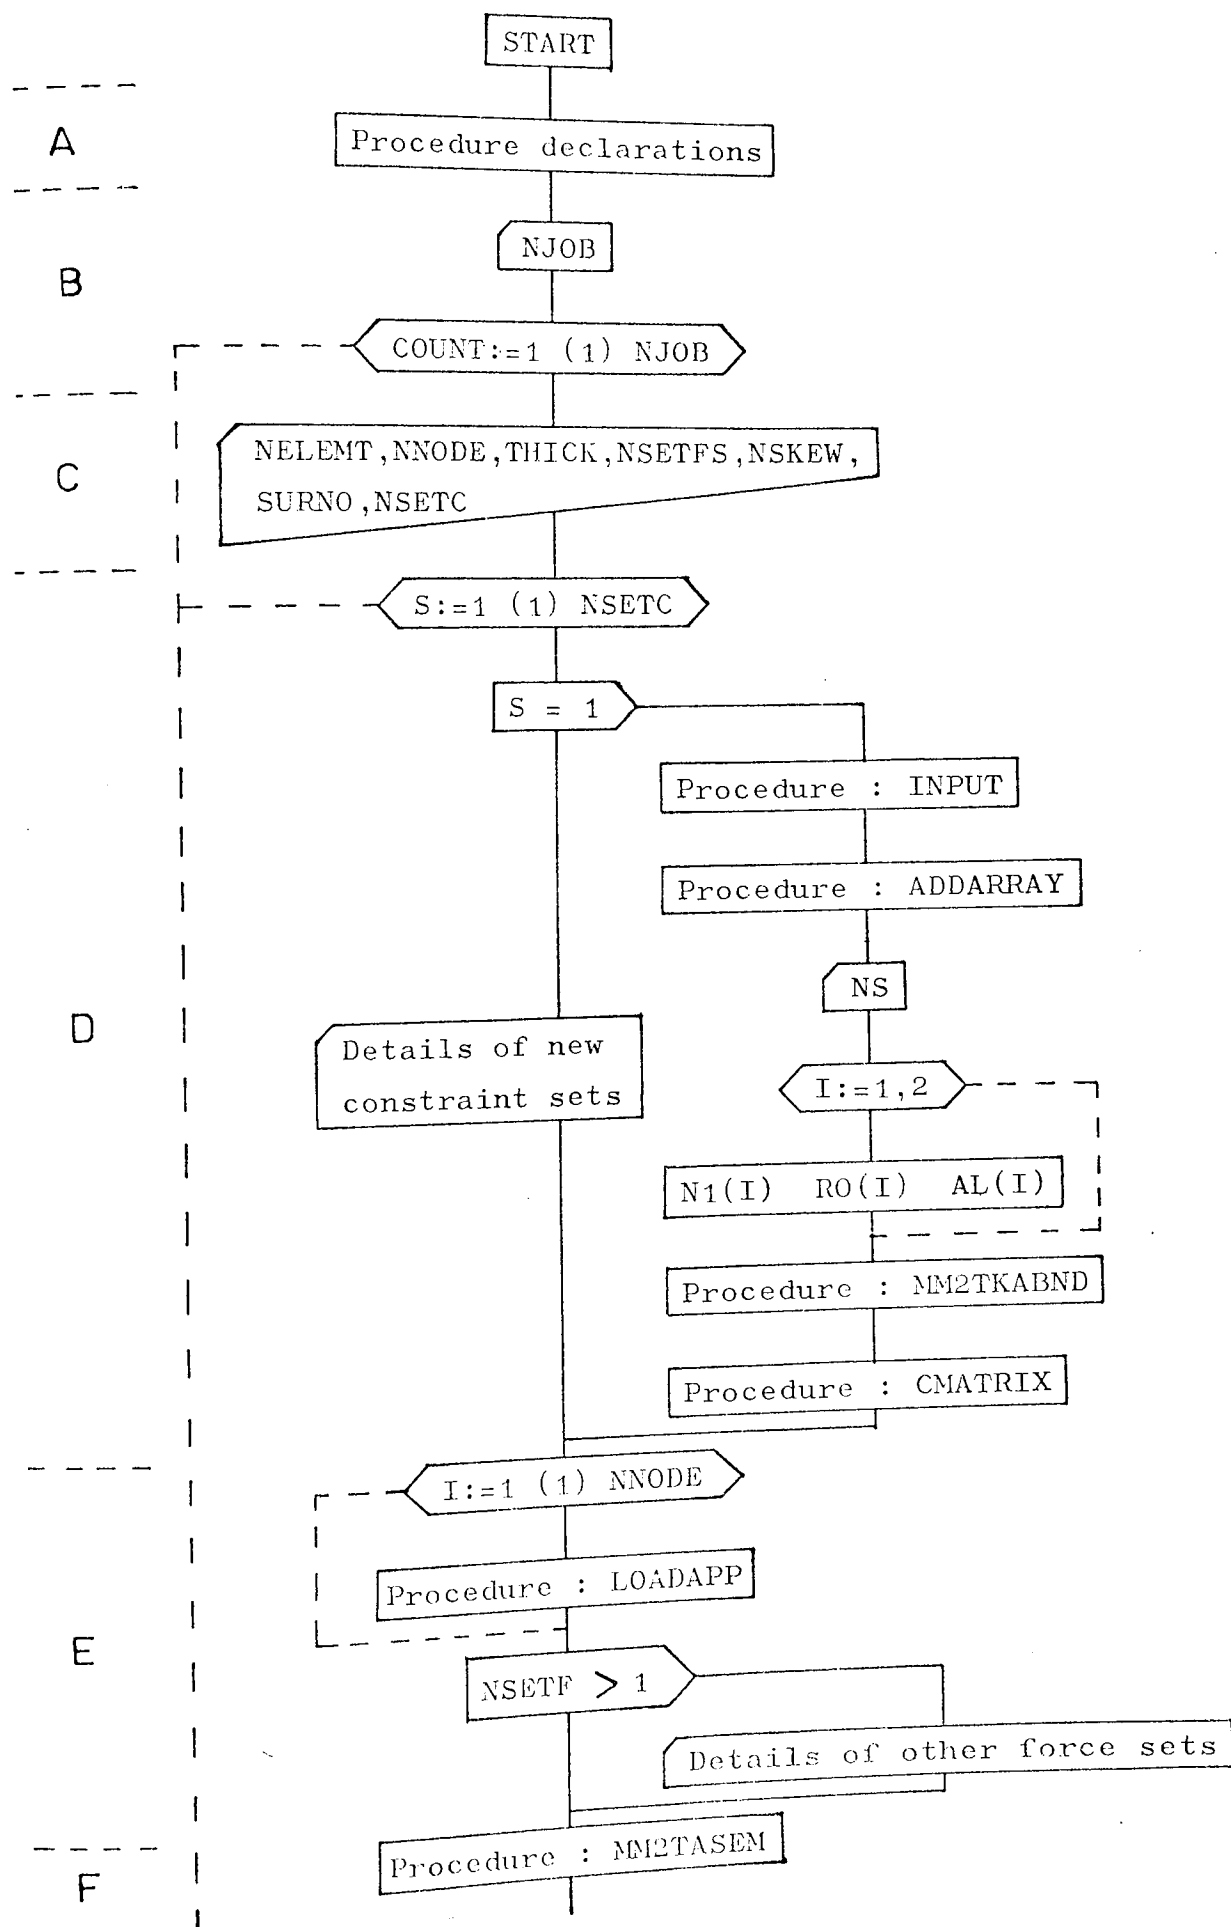 START
A
Procedure declarations
B
NJOB
COUNT:=1 (1) NJOB
C
NELEMT,NNODE,THICK,NSETFS,NSKEW,
SURNO,NSETC
S:=1 (1) NSETC
S = 1
Procedure : INPUT
Procedure : ADDARRAY
NS
D
Details of new
constraint sets
I:=1,2
N1(I) RO(I) AL(I)
Procedure : MM2TKABND
Procedure : CMATRIX
I:=1 (1) NNODE
Procedure : LOADAPP
E
NSETF > 1
Details of other force sets
Procedure : MM2TASEM
F